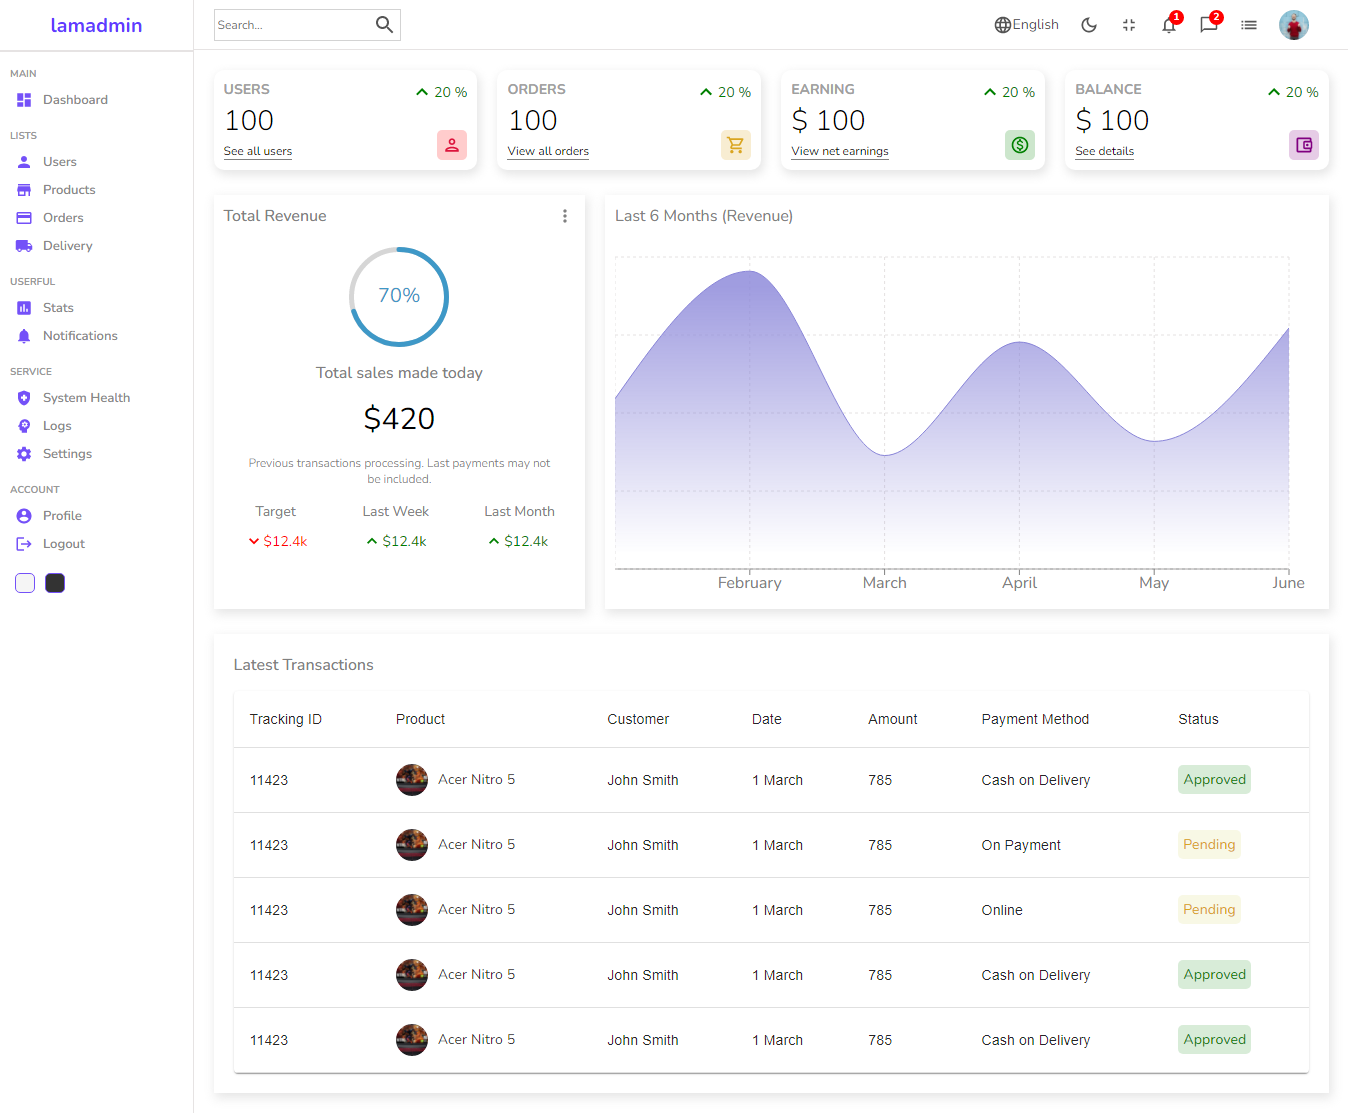 lamadmin
Search...
English
1
2
MAIN
Dashboard
LISTS
Users
Products
Orders
Delivery
USERFUL
Stats
Notifications
SERVICE
System Health
Logs
Settings
ACCOUNT
Profile
Logout
USERS
20 %
100
See all users
ORDERS
20 %
100
View all orders
EARNING
20 %
$ 100
View net earnings
BALANCE
20 %
$ 100
See details
Total Revenue
70%
Total sales made today
$420
Previous transactions processing. Last payments may not
be included.
Target Last Week Last Month
$12.4k $12.4k $12.4k
Last 6 Months (Revenue)
February March April May June
Latest Transactions
Tracking ID Product Customer Date Amount Payment Method Status
11423 Acer Nitro 5 John Smith 1 March 785 Cash on Delivery Approved
11423 Acer Nitro 5 John Smith 1 March 785 On Payment Pending
11423 Acer Nitro 5 John Smith 1 March 785 Online Pending
11423 Acer Nitro 5 John Smith 1 March 785 Cash on Delivery Approved
11423 Acer Nitro 5 John Smith 1 March 785 Cash on Delivery Approved